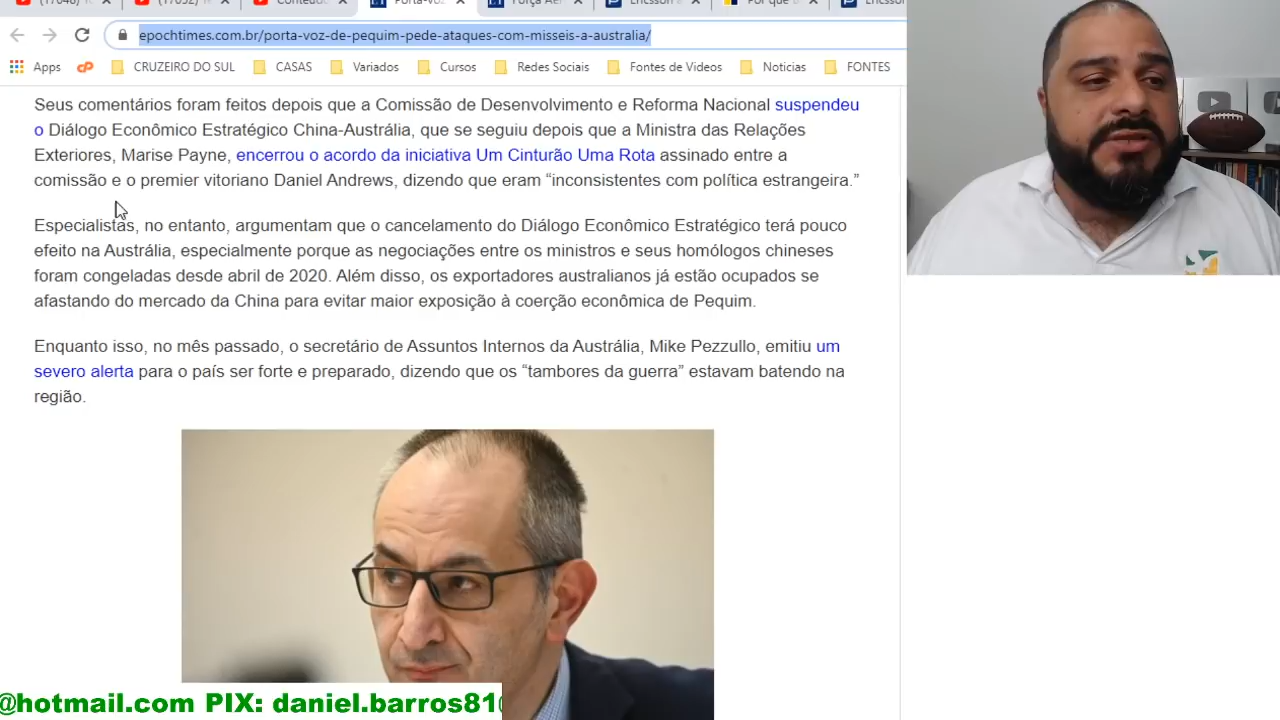 epochtimes.com.br/porta-voz-de-pequim-pede-ataques-com-misseis-a-australia/
Apps CRUZEIRO DO SUL CASAS Variados Cursos Redes Sociais Fontes de Videos Noticias FONTES
Seus comentários foram feitos depois que a Comissão de Desenvolvimento e Reforma Nacional suspendeu
o Diálogo Econômico Estratégico China-Austrália, que se seguiu depois que a Ministra das Relações
Exteriores, Marise Payne, encerrou o acordo da iniciativa Um Cinturão Uma Rota assinado entre a
comissão e o premier vitoriano Daniel Andrews, dizendo que eram “inconsistentes com política estrangeira.”
Especialistas, no entanto, argumentam que o cancelamento do Diálogo Econômico Estratégico terá pouco
efeito na Austrália, especialmente porque as negociações entre os ministros e seus homólogos chineses
foram congeladas desde abril de 2020. Além disso, os exportadores australianos já estão ocupados se
afastando do mercado da China para evitar maior exposição à coerção econômica de Pequim.
Enquanto isso, no mês passado, o secretário de Assuntos Internos da Austrália, Mike Pezzullo, emitiu um
severo alerta para o país ser forte e preparado, dizendo que os “tambores da guerra” estavam batendo na
região.
@hotmail.com PIX: daniel.barros81